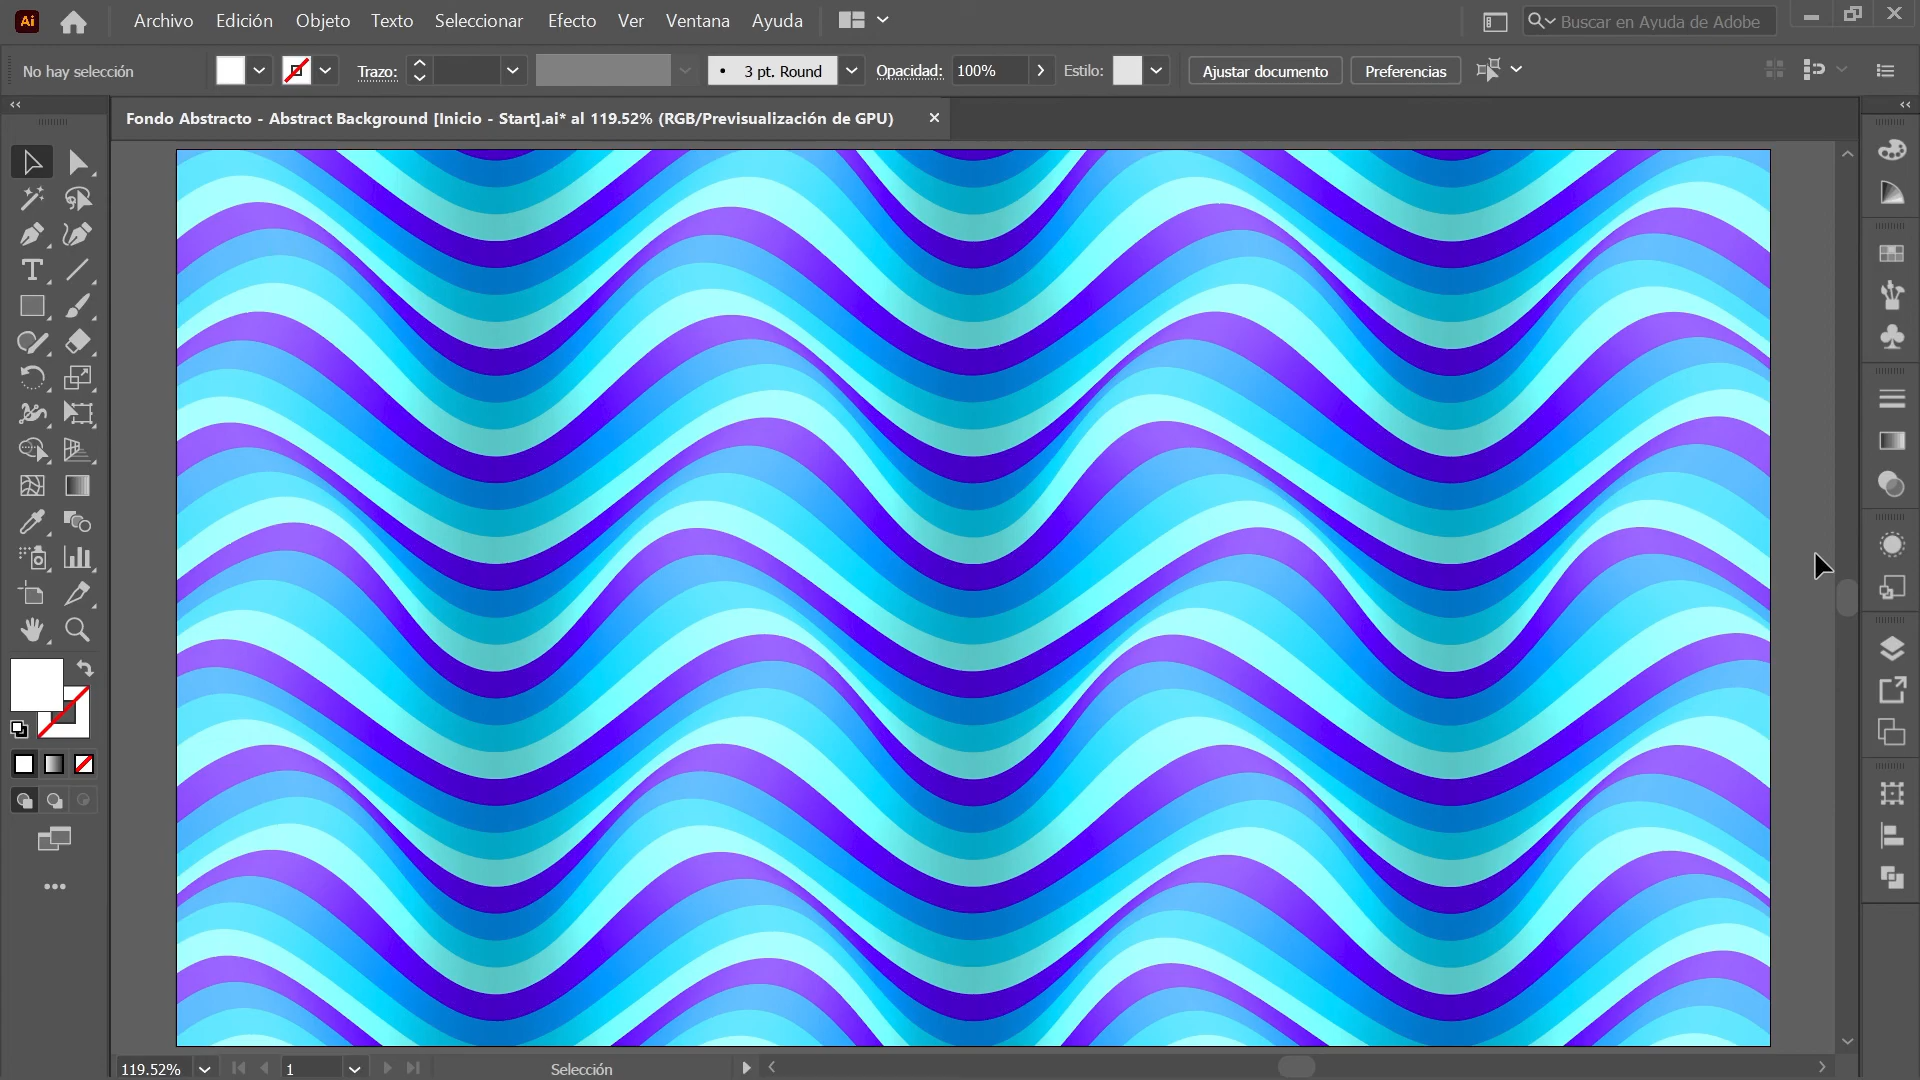 Ai Archivo Edición Objeto Texto Seleccionar Efecto Ver Ventana Ayuda Buscar en Ayuda de Adobe
No hay selección Trazo: 3 pt. Round Opacidad: 100% Estilo: Ajustar documento Preferencias
Fondo Abstracto - Abstract Background [Inicio - Start].ai* al 119.52% (RGB/Previsualización de GPU)
119.52% 1 Selección